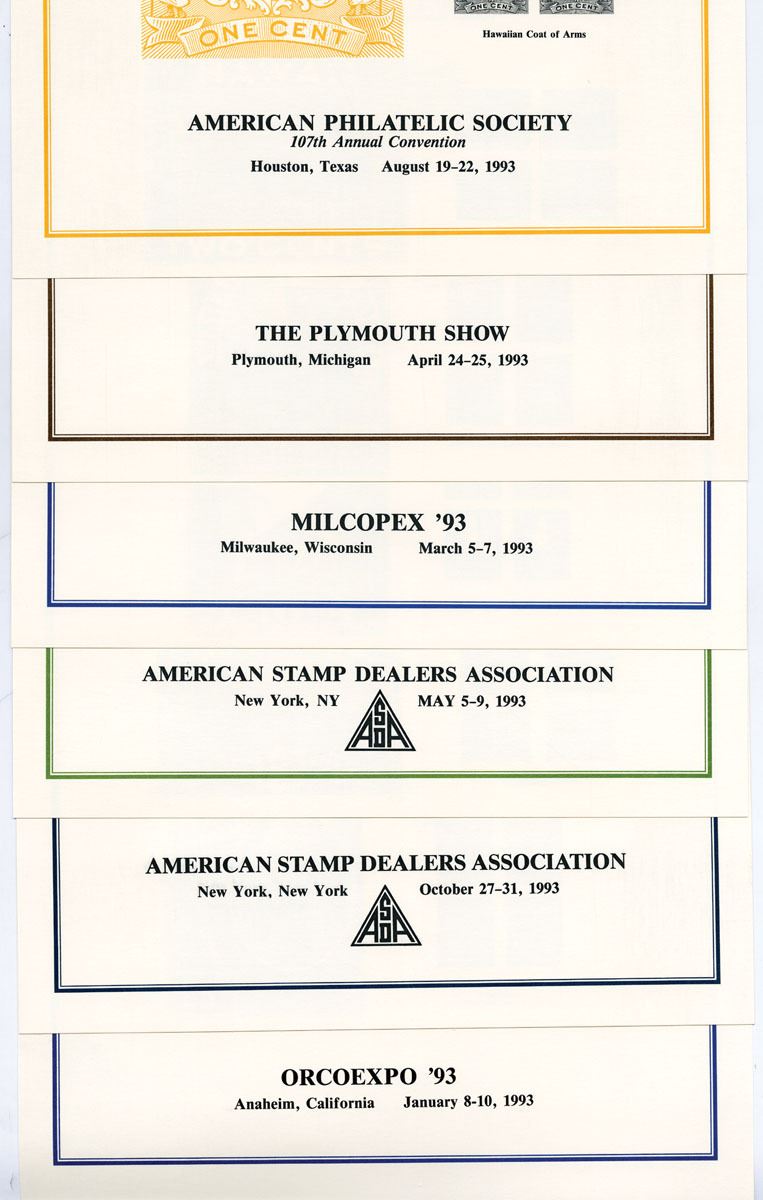 ONE CENT
ONE CENT ONE CENT
Hawaiian Coat of Arms
AMERICAN PHILATELIC SOCIETY
107th Annual Convention
Houston, Texas August 19-22, 1993
THE PLYMOUTH SHOW
Plymouth, Michigan April 24-25, 1993
MILCOPEX ’93
Milwaukee, Wisconsin March 5-7, 1993
AMERICAN STAMP DEALERS ASSOCIATION
New York, NY MAY 5-9, 1993
ASDA
AMERICAN STAMP DEALERS ASSOCIATION
New York, New York October 27-31, 1993
ASDA
ORCOEXPO ’93
Anaheim, California January 8-10, 1993